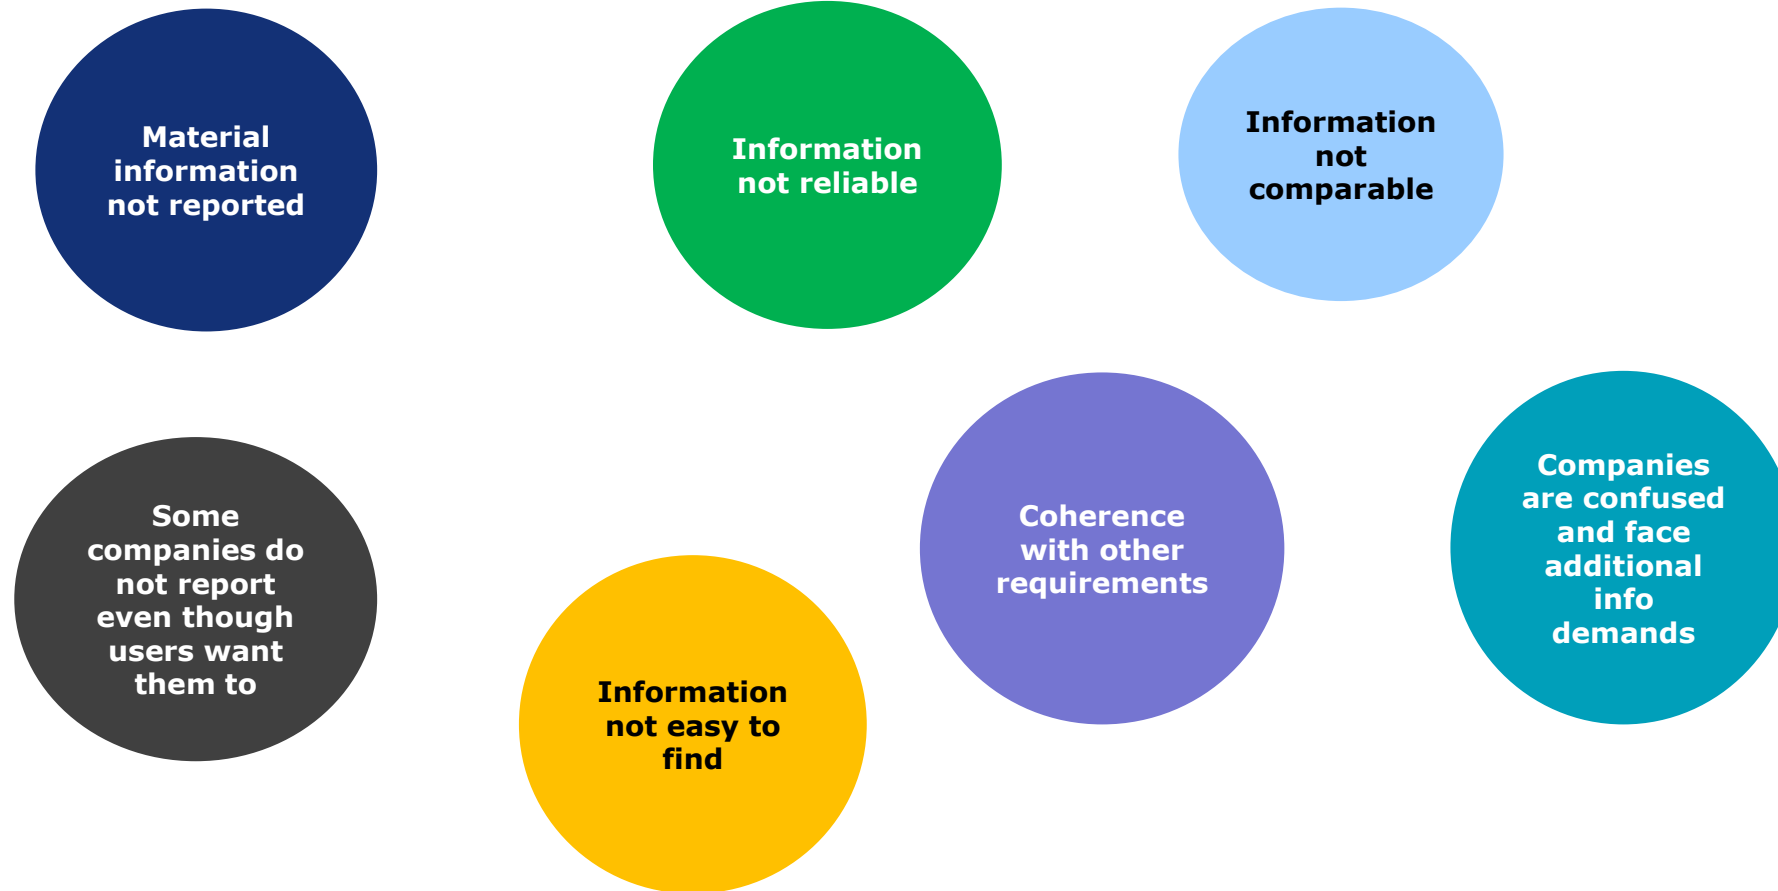 Material
information
not reported
Information
not reliable
Information
not
comparable
Some
companies do
not report
even though
users want
them to
Information
not easy to
find
Coherence
with other
requirements
Companies
are confused
and face
additional
info
demands